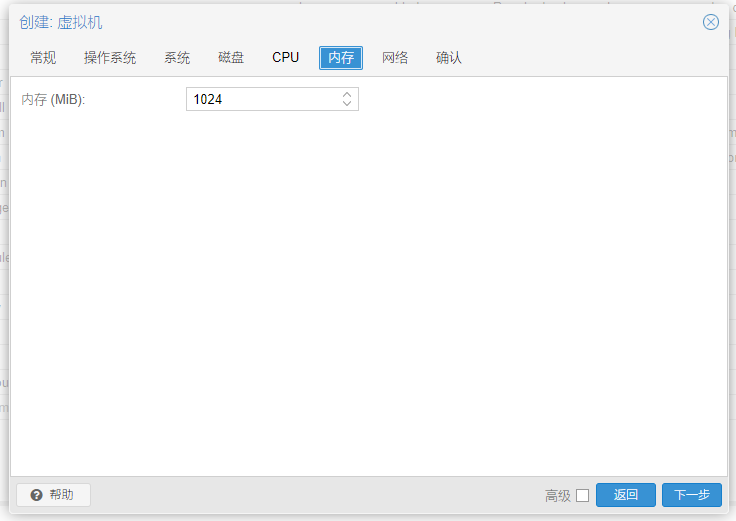 创建: 虚拟机
常规 操作系统 系统 磁盘 CPU 内存 网络 确认
内存 (MiB): 1024
帮助 高级 返回 下一步